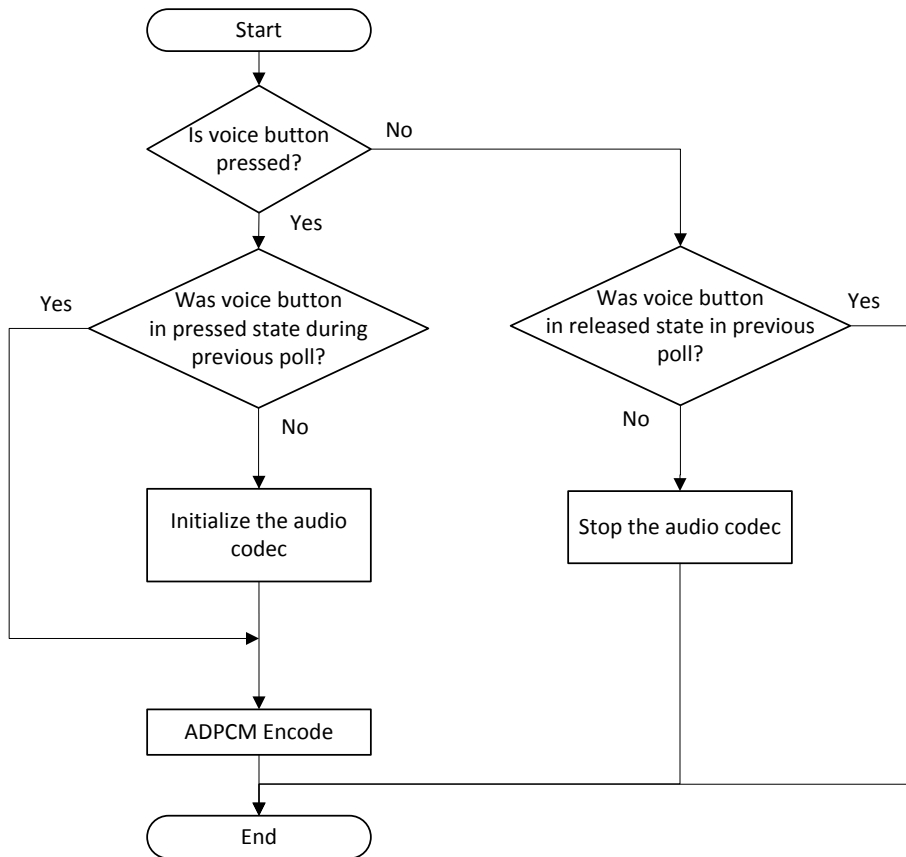 Start
Is voice button
pressed?
No
Yes
Yes
Was voice button
in pressed state during
previous poll?
Was voice button
in released state in previous
poll?
Yes
No
No
Initialize the audio
codec
Stop the audio codec
ADPCM Encode
End